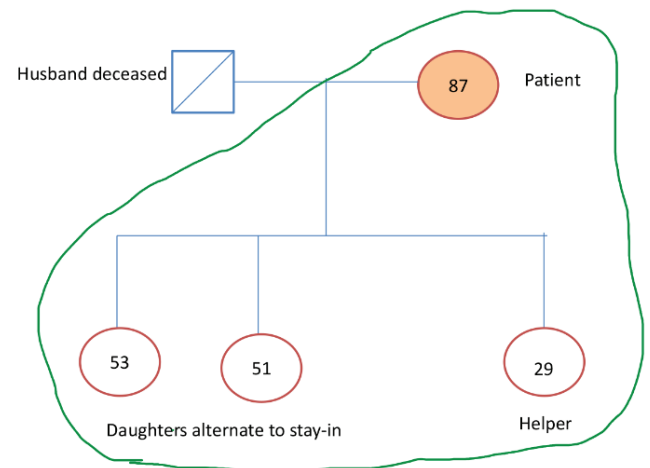 Husband deceased
87
Patient
53
51
29
Daughters alternate to stay-in
Helper